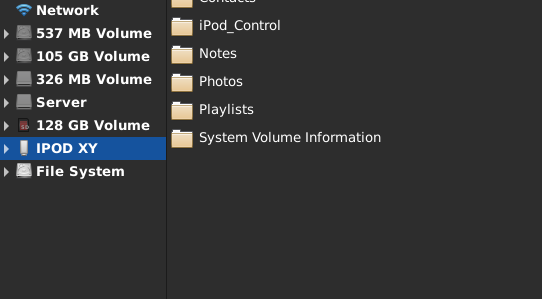 Network
537 MB Volume
105 GB Volume
326 MB Volume
Server
128 GB Volume
IPOD XY
File System
Contacts
iPod_Control
Notes
Photos
Playlists
System Volume Information